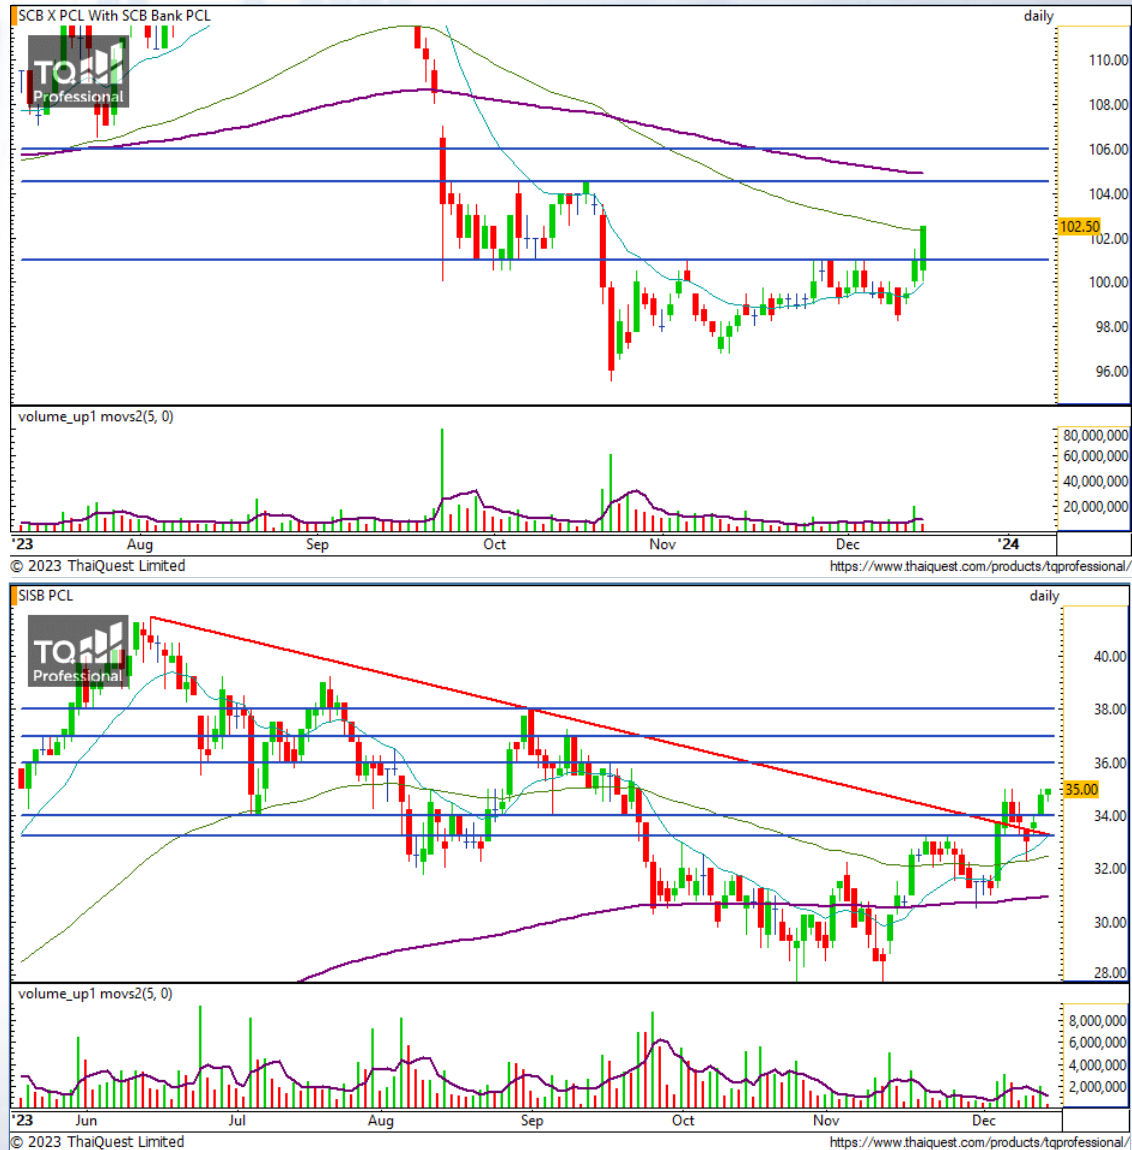 SCB X PCL With SCB Bank PCL
daily
TQ
Professional
110.00
108.00
106.00
104.00
102.50
102.00
100.00
98.00
96.00
volume_up1 movs2(5, 0)
80,000,000
60,000,000
40,000,000
20,000,000
'23 Aug Sep Oct Nov Dec '24
© 2023 ThaiQuest Limited
https://www.thaiquest.com/products/tqprofessional/
SISB PCL
daily
TQ
Professional
40.00
38.00
36.00
35.00
34.00
32.00
30.00
28.00
volume_up1 movs2(5, 0)
8,000,000
6,000,000
4,000,000
2,000,000
'23 Jun Jul Aug Sep Oct Nov Dec
© 2023 ThaiQuest Limited
https://www.thaiquest.com/products/tqprofessional/